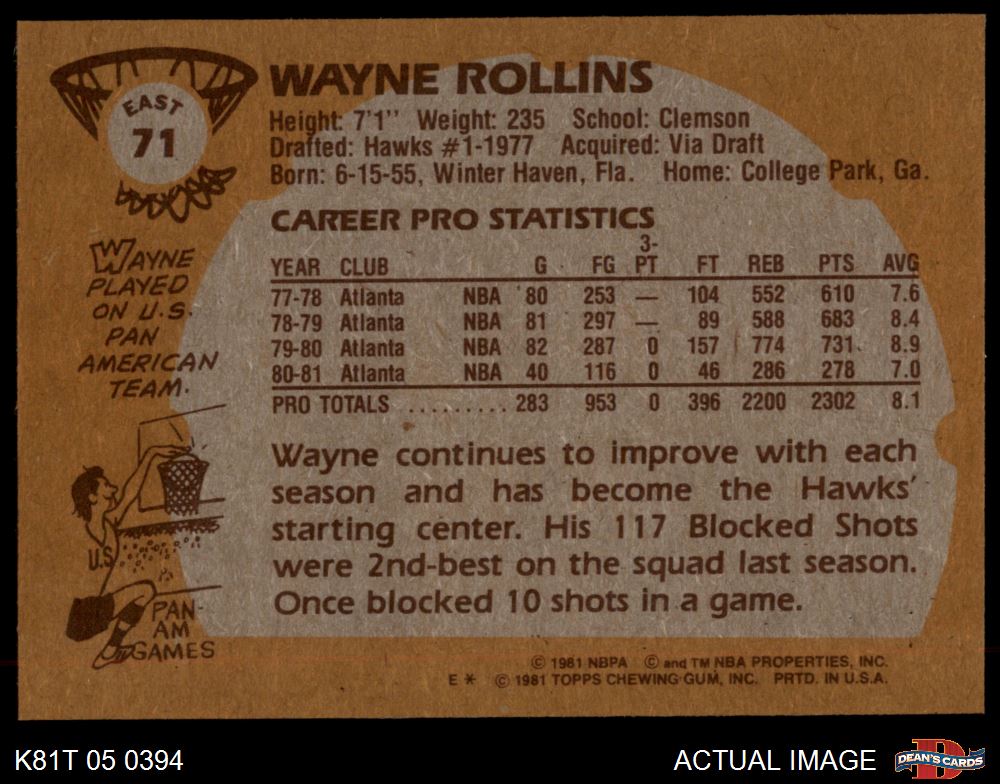 EAST
71
WAYNE ROLLINS
Height: 7'1" Weight: 235 School: Clemson
Drafted: Hawks #1-1977 Acquired: Via Draft
Born: 6-15-55, Winter Haven, Fla. Home: College Park, Ga.
CAREER PRO STATISTICS
YEAR CLUB G FG 3-PT FT REB PTS AVG
77-78 Atlanta NBA 80 253 — 104 552 610 7.6
78-79 Atlanta NBA 81 297 — 89 588 683 8.4
79-80 Atlanta NBA 82 287 0 157 774 731 8.9
80-81 Atlanta NBA 40 116 0 46 286 278 7.0
PRO TOTALS .......... 283 953 0 396 2200 2302 8.1
Wayne continues to improve with each
season and has become the Hawks'
starting center. His 117 Blocked Shots
were 2nd-best on the squad last season.
Once blocked 10 shots in a game.
WAYNE
PLAYED
ON U.S.
PAN
AMERICAN
TEAM.
U.S
PAN-
AM
GAMES
© 1981 NBPA © and TM NBA PROPERTIES, INC.
E * © 1981 TOPPS CHEWING GUM, INC. PRTD. IN U.S.A.
K81T 05 0394
ACTUAL IMAGE
D
DEAN'S CARDS